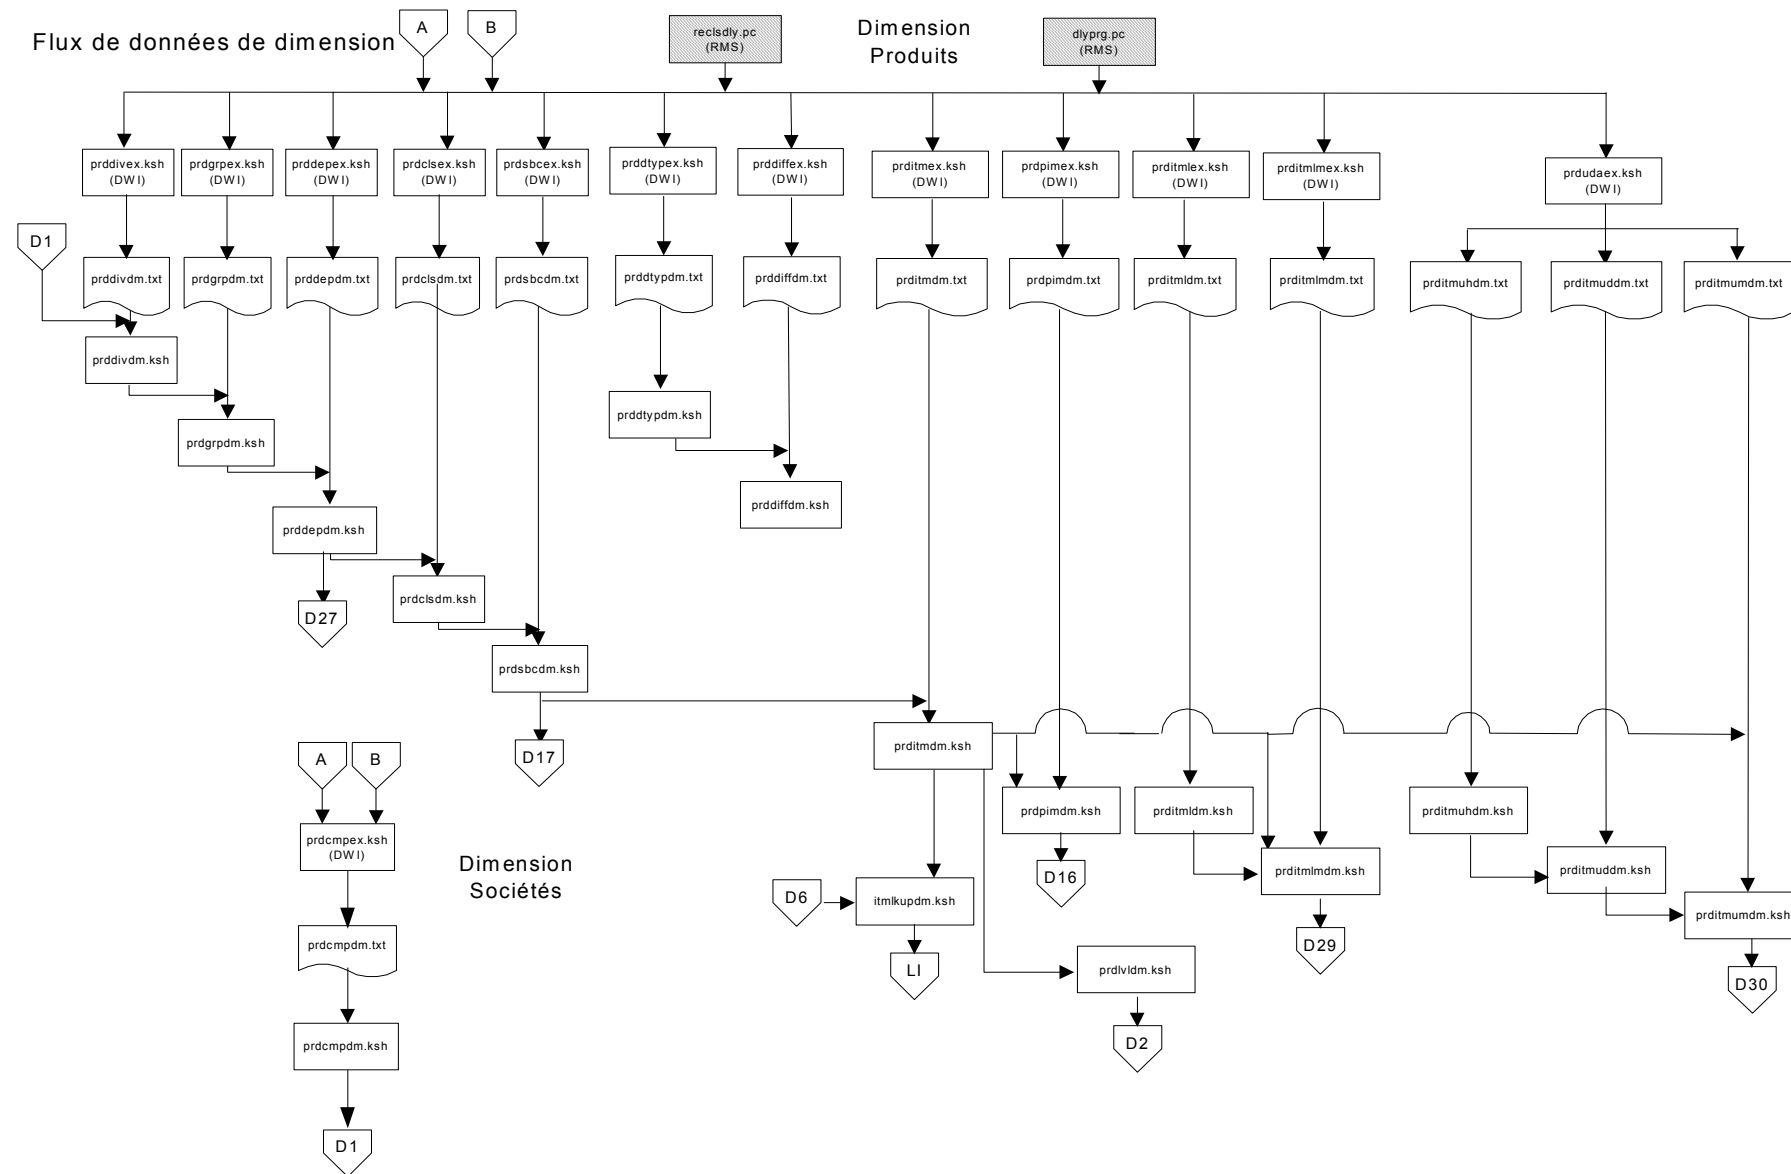 Flux de données de dimension
A
B
reclsdly.pc
(RMS)
Dimension
Produits
dlyprg.pc
(RMS)
prddivex.ksh
(DWI)
prdgrpex.ksh
(DWI)
prddepex.ksh
(DWI)
prdclsex.ksh
(DWI)
prdsbcex.ksh
(DWI)
prddtypex.ksh
(DWI)
prddiffex.ksh
(DWI)
prditmex.ksh
(DWI)
prdpimex.ksh
(DWI)
prditmlex.ksh
(DWI)
prditmlmex.ksh
(DWI)
prdudaex.ksh
(DWI)
D1
prddivdm.txt
prdgrpdm.txt
prddepdm.txt
prdclsdm.txt
prdsbcdm.txt
prddtypdm.txt
prddiffdm.txt
prditmdm.txt
prdpimdm.txt
prditmldm.txt
prditmlmdm.txt
prditmuhdm.txt
prditmuddm.txt
prditmumdm.txt
prddivdm.ksh
prdgrpdm.ksh
prddtypdm.ksh
prddiffdm.ksh
prddepdm.ksh
prdclsdm.ksh
D27
prdsbcdm.ksh
D17
prditmdm.ksh
A
B
prdpimdm.ksh
prditmldm.ksh
prditmuhdm.ksh
prdcmpex.ksh
(DWI)
Dimension
Sociétés
D16
prditmlmdm.ksh
prditmuddm.ksh
D6
itmlkupdm.ksh
prditmumdm.ksh
prdcmpdm.txt
D29
LI
prdlvldm.ksh
D30
prdcmpdm.ksh
D2
D1